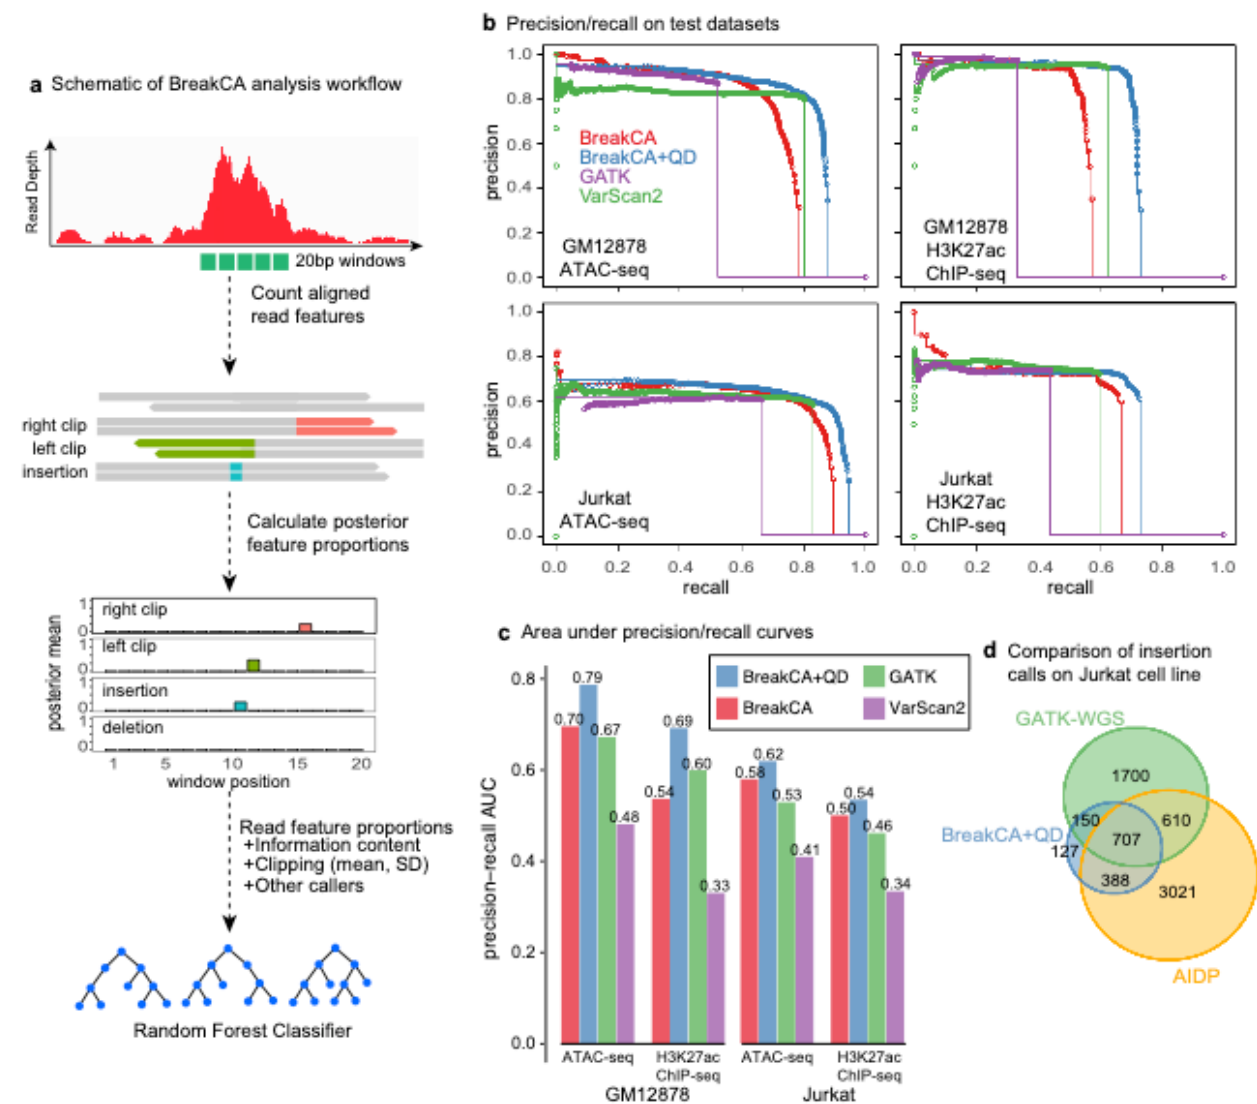 a Schematic of BreakCA analysis workflow
Read Depth
20bp windows
Count aligned
read features
right clip
left clip
insertion
Calculate posterior
feature proportions
posterior mean
1
0
right clip
1
0
left clip
1
0
insertion
1
0
deletion
1 5 10 15 20
window position
Read feature proportions
+Information content
+Clipping (mean, SD)
+Other callers
Random Forest Classifier
b Precision/recall on test datasets
precision
1.0
0.8
0.6
0.4
0.2
0.0
BreakCA
BreakCA+QD
GATK
VarScan2
GM12878
ATAC-seq
GM12878
H3K27ac
ChIP-seq
precision
1.0
0.8
0.6
0.4
0.2
0.0
Jurkat
ATAC-seq
Jurkat
H3K27ac
ChIP-seq
0.0 0.2 0.4 0.6 0.8 1.0
recall
0.0 0.2 0.4 0.6 0.8 1.0
recall
c Area under precision/recall curves
precision–recall AUC
0.8
0.6
0.4
0.2
0.0
BreakCA+QD GATK
BreakCA VarScan2
0.70 0.79 0.67 0.48
0.54 0.69 0.60 0.33
0.58 0.62 0.53 0.41
0.50 0.54 0.46 0.34
ATAC-seq H3K27ac ATAC-seq H3K27ac
ChIP-seq ChIP-seq
GM12878 Jurkat
d Comparison of insertion
calls on Jurkat cell line
GATK-WGS
1700
150 610
BreakCA+QD 707
127
388 3021
AIDP